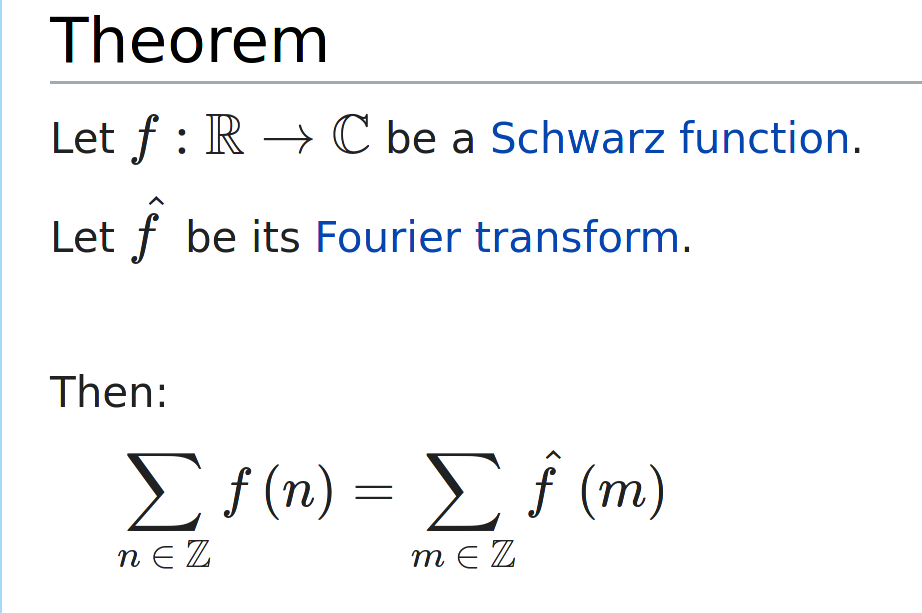 Theorem
Let f : ℝ → ℂ be a Schwarz function.
Let f̂ be its Fourier transform.
Then:
∑_{n ∈ ℤ} f (n) = ∑_{m ∈ ℤ} f̂ (m)